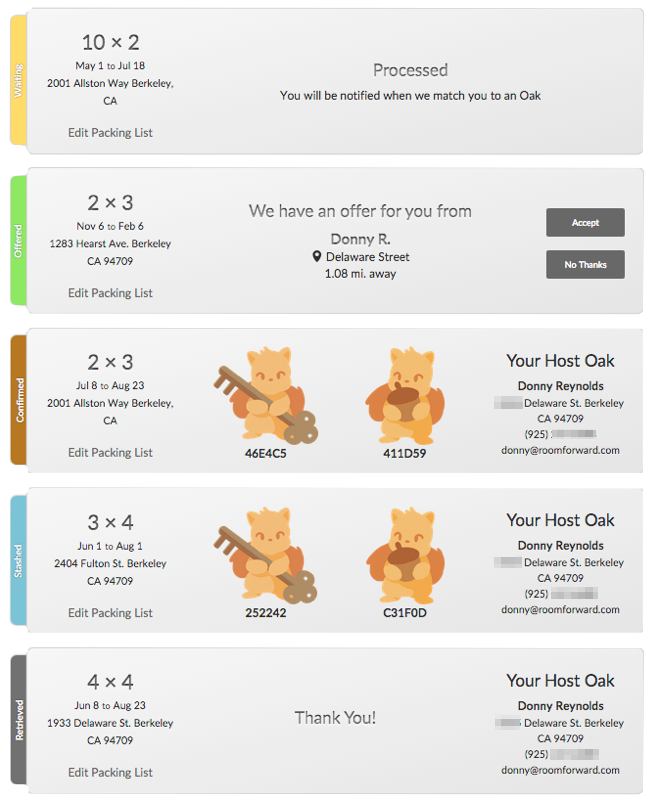 Waiting
10 × 2
May 1 to Jul 18
2001 Allston Way Berkeley,
CA
Edit Packing List
Processed
You will be notified when we match you to an Oak
Offered
2 × 3
Nov 6 to Feb 6
1283 Hearst Ave. Berkeley
CA 94709
Edit Packing List
We have an offer for you from
Donny R.
Delaware Street
1.08 mi. away
Accept
No Thanks
Confirmed
2 × 3
Jul 8 to Aug 23
2001 Allston Way Berkeley,
CA
Edit Packing List
46E4C5
411D59
Your Host Oak
Donny Reynolds
Delaware St. Berkeley
CA 94709
(925)
donny@roomforward.com
Stashed
3 × 4
Jun 1 to Aug 1
2404 Fulton St. Berkeley
CA 94709
Edit Packing List
252242
C31F0D
Your Host Oak
Donny Reynolds
Delaware St. Berkeley
CA 94709
(925)
donny@roomforward.com
Retrieved
4 × 4
Jun 8 to Aug 23
1933 Delaware St. Berkeley
CA 94709
Edit Packing List
Thank You!
Your Host Oak
Donny Reynolds
Delaware St. Berkeley
CA 94709
(925)
donny@roomforward.com